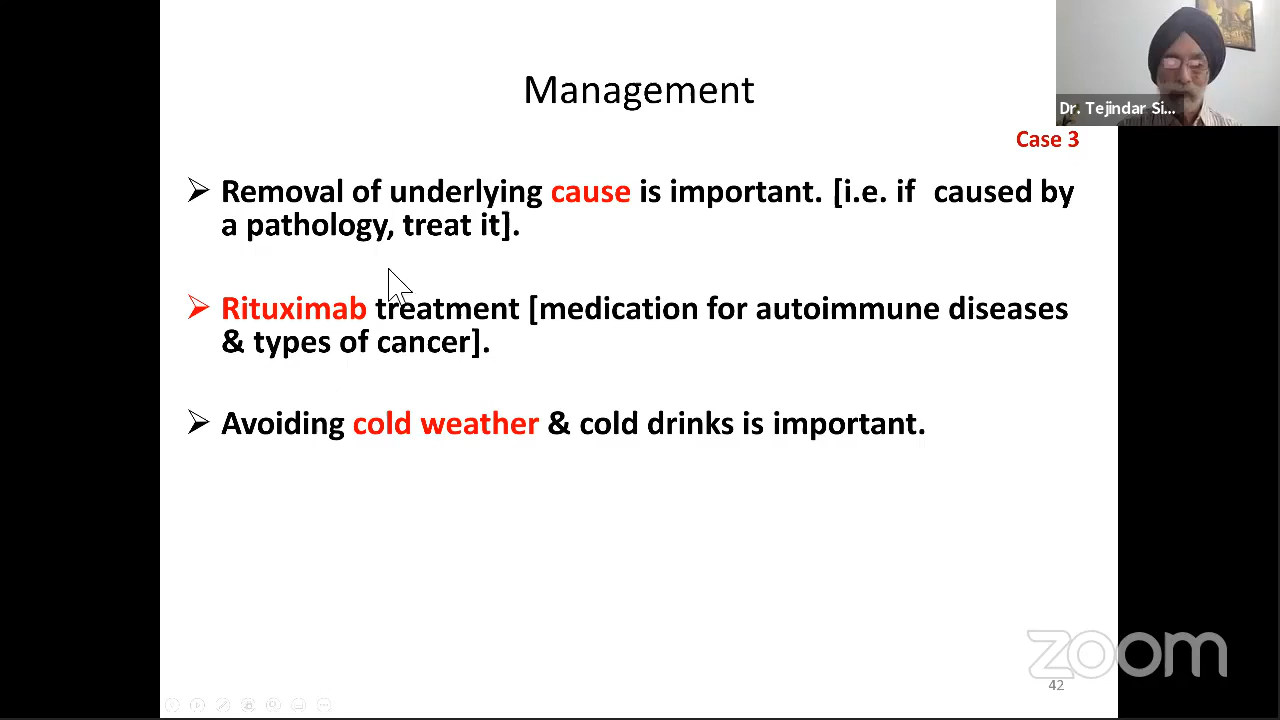 Management
Dr. Tejindar Si...
Case 3
Removal of underlying cause is important. [i.e. if caused by
a pathology, treat it].
Rituximab treatment [medication for autoimmune diseases
& types of cancer].
Avoiding cold weather & cold drinks is important.
zoom
42